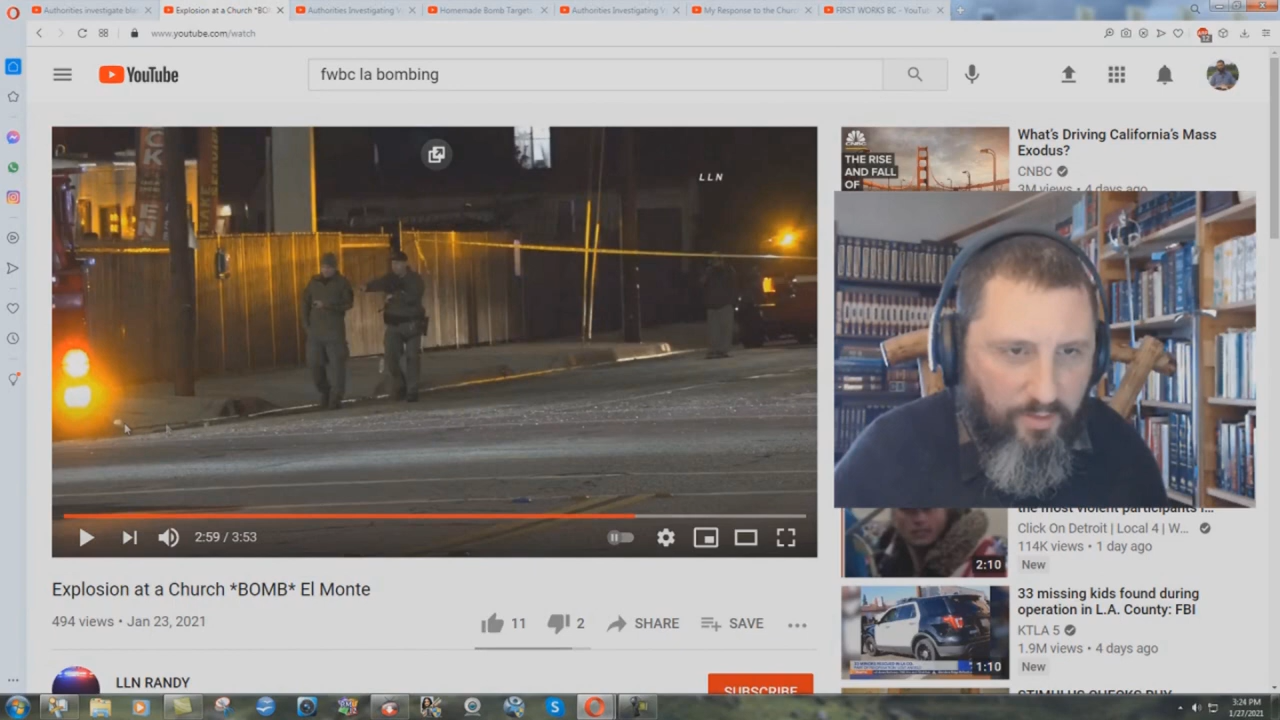 Authorities investigate bla
Explosion at a Church *BO
Authorities Investigating V
Homemade Bomb Targets
Authorities Investigating V
My Response to the Churc
FIRST WORKS BC - YouTub
www.youtube.com/watch
YouTube
fwbc la bombing
LLN
2:59 / 3:53
Explosion at a Church *BOMB* El Monte
494 views • Jan 23, 2021
11
2
SHARE
SAVE
LLN RANDY
SUBSCRIBE
THE RISE
AND FALL
OF
What's Driving California's Mass
Exodus?
CNBC
3M views • 4 days ago
the most violent participants i...
Click On Detroit | Local 4 | W...
114K views • 1 day ago
New
2:10
33 missing kids found during
operation in L.A. County: FBI
KTLA 5
1.9M views • 4 days ago
New
1:10
STIMULUS CHECKS BUY
3:24 PM
1/27/2021